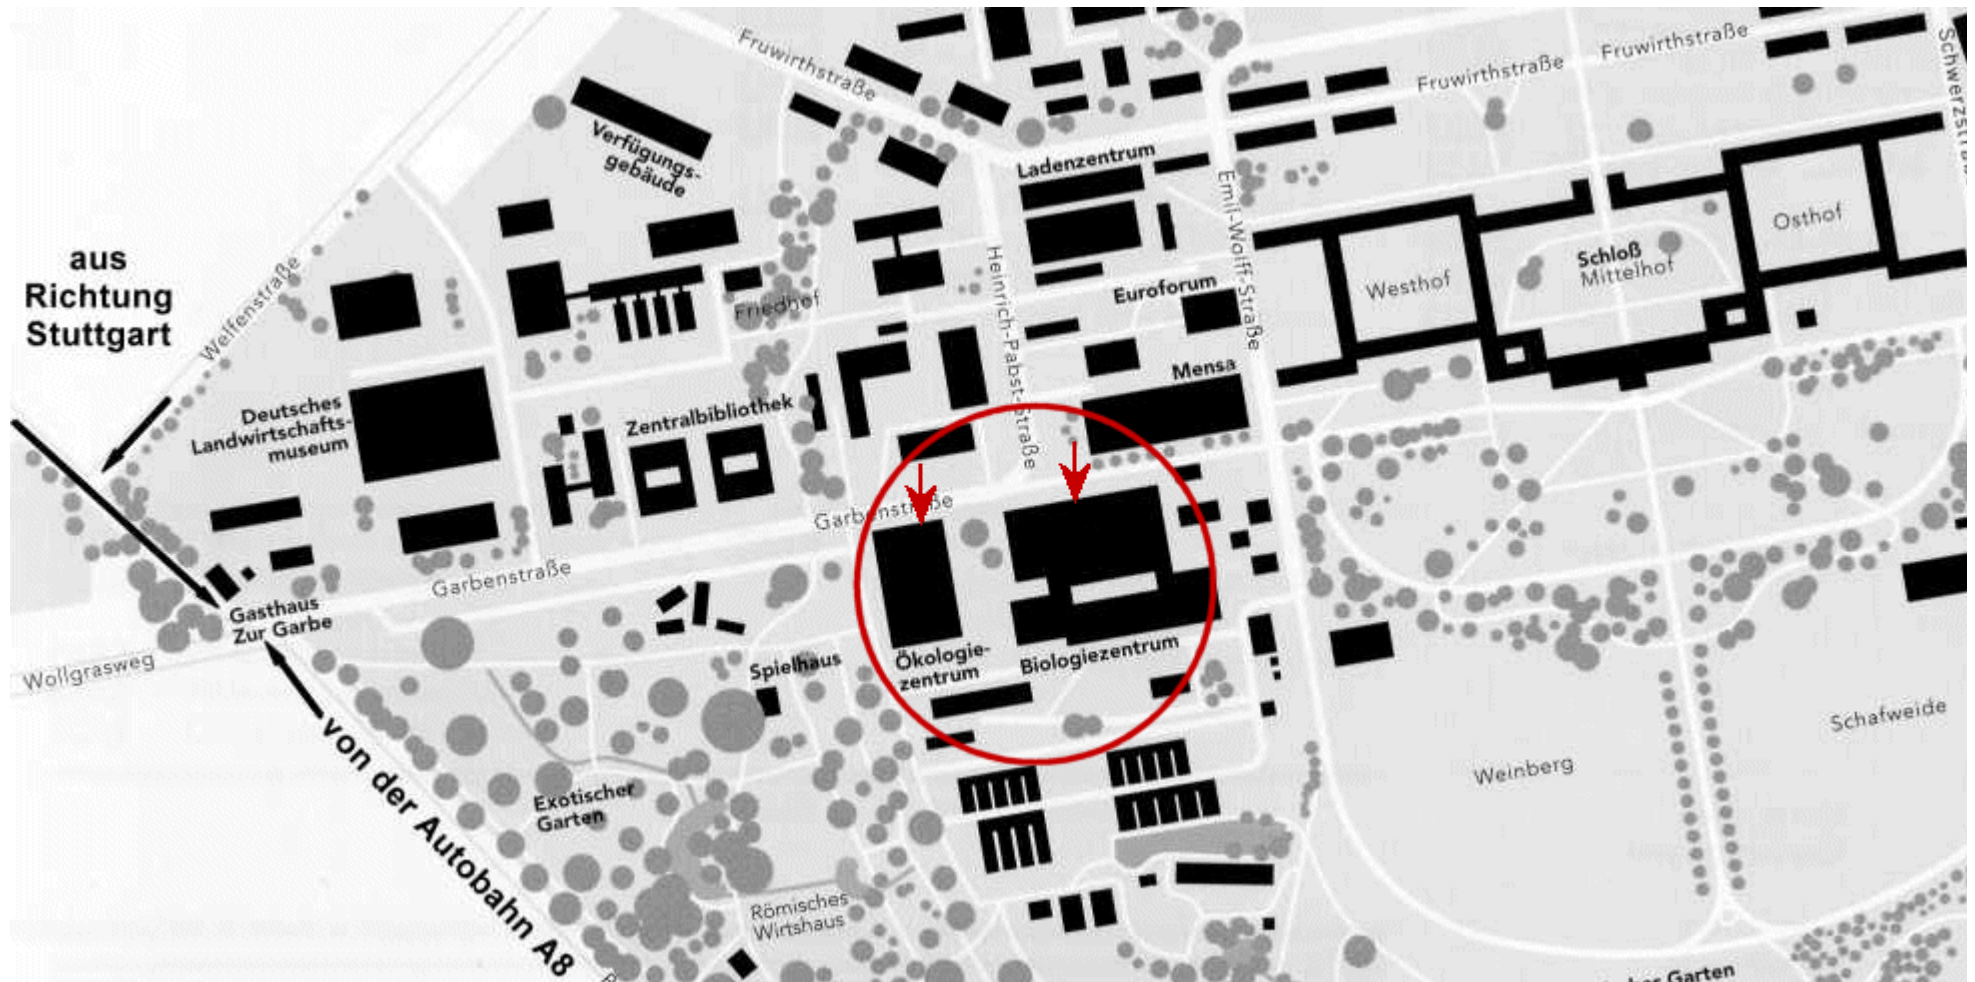 Fruwirthstraße
Fruwirthstraße
Fruwirthstraße
Verfügungs-
gebäude
Ladenzentrum
Emil-Wolff-Straße
Osthof
Schloß
Mittelhof
Westhof
aus
Richtung
Stuttgart
Welfenstraße
Friedhof
Heinrich-Pabst-Straße
Euroforum
Mensa
Deutsches
Landwirtschafts-
museum
Zentralbibliothek
Garbenstraße
Garbenstraße
Gasthaus
Zur Garbe
Wollgrasweg
Spielhaus
Ökologie-
zentrum
Biologiezentrum
Schafweide
Weinberg
von der Autobahn A8
Exotischer
Garten
Römisches
Wirtshaus
Garten